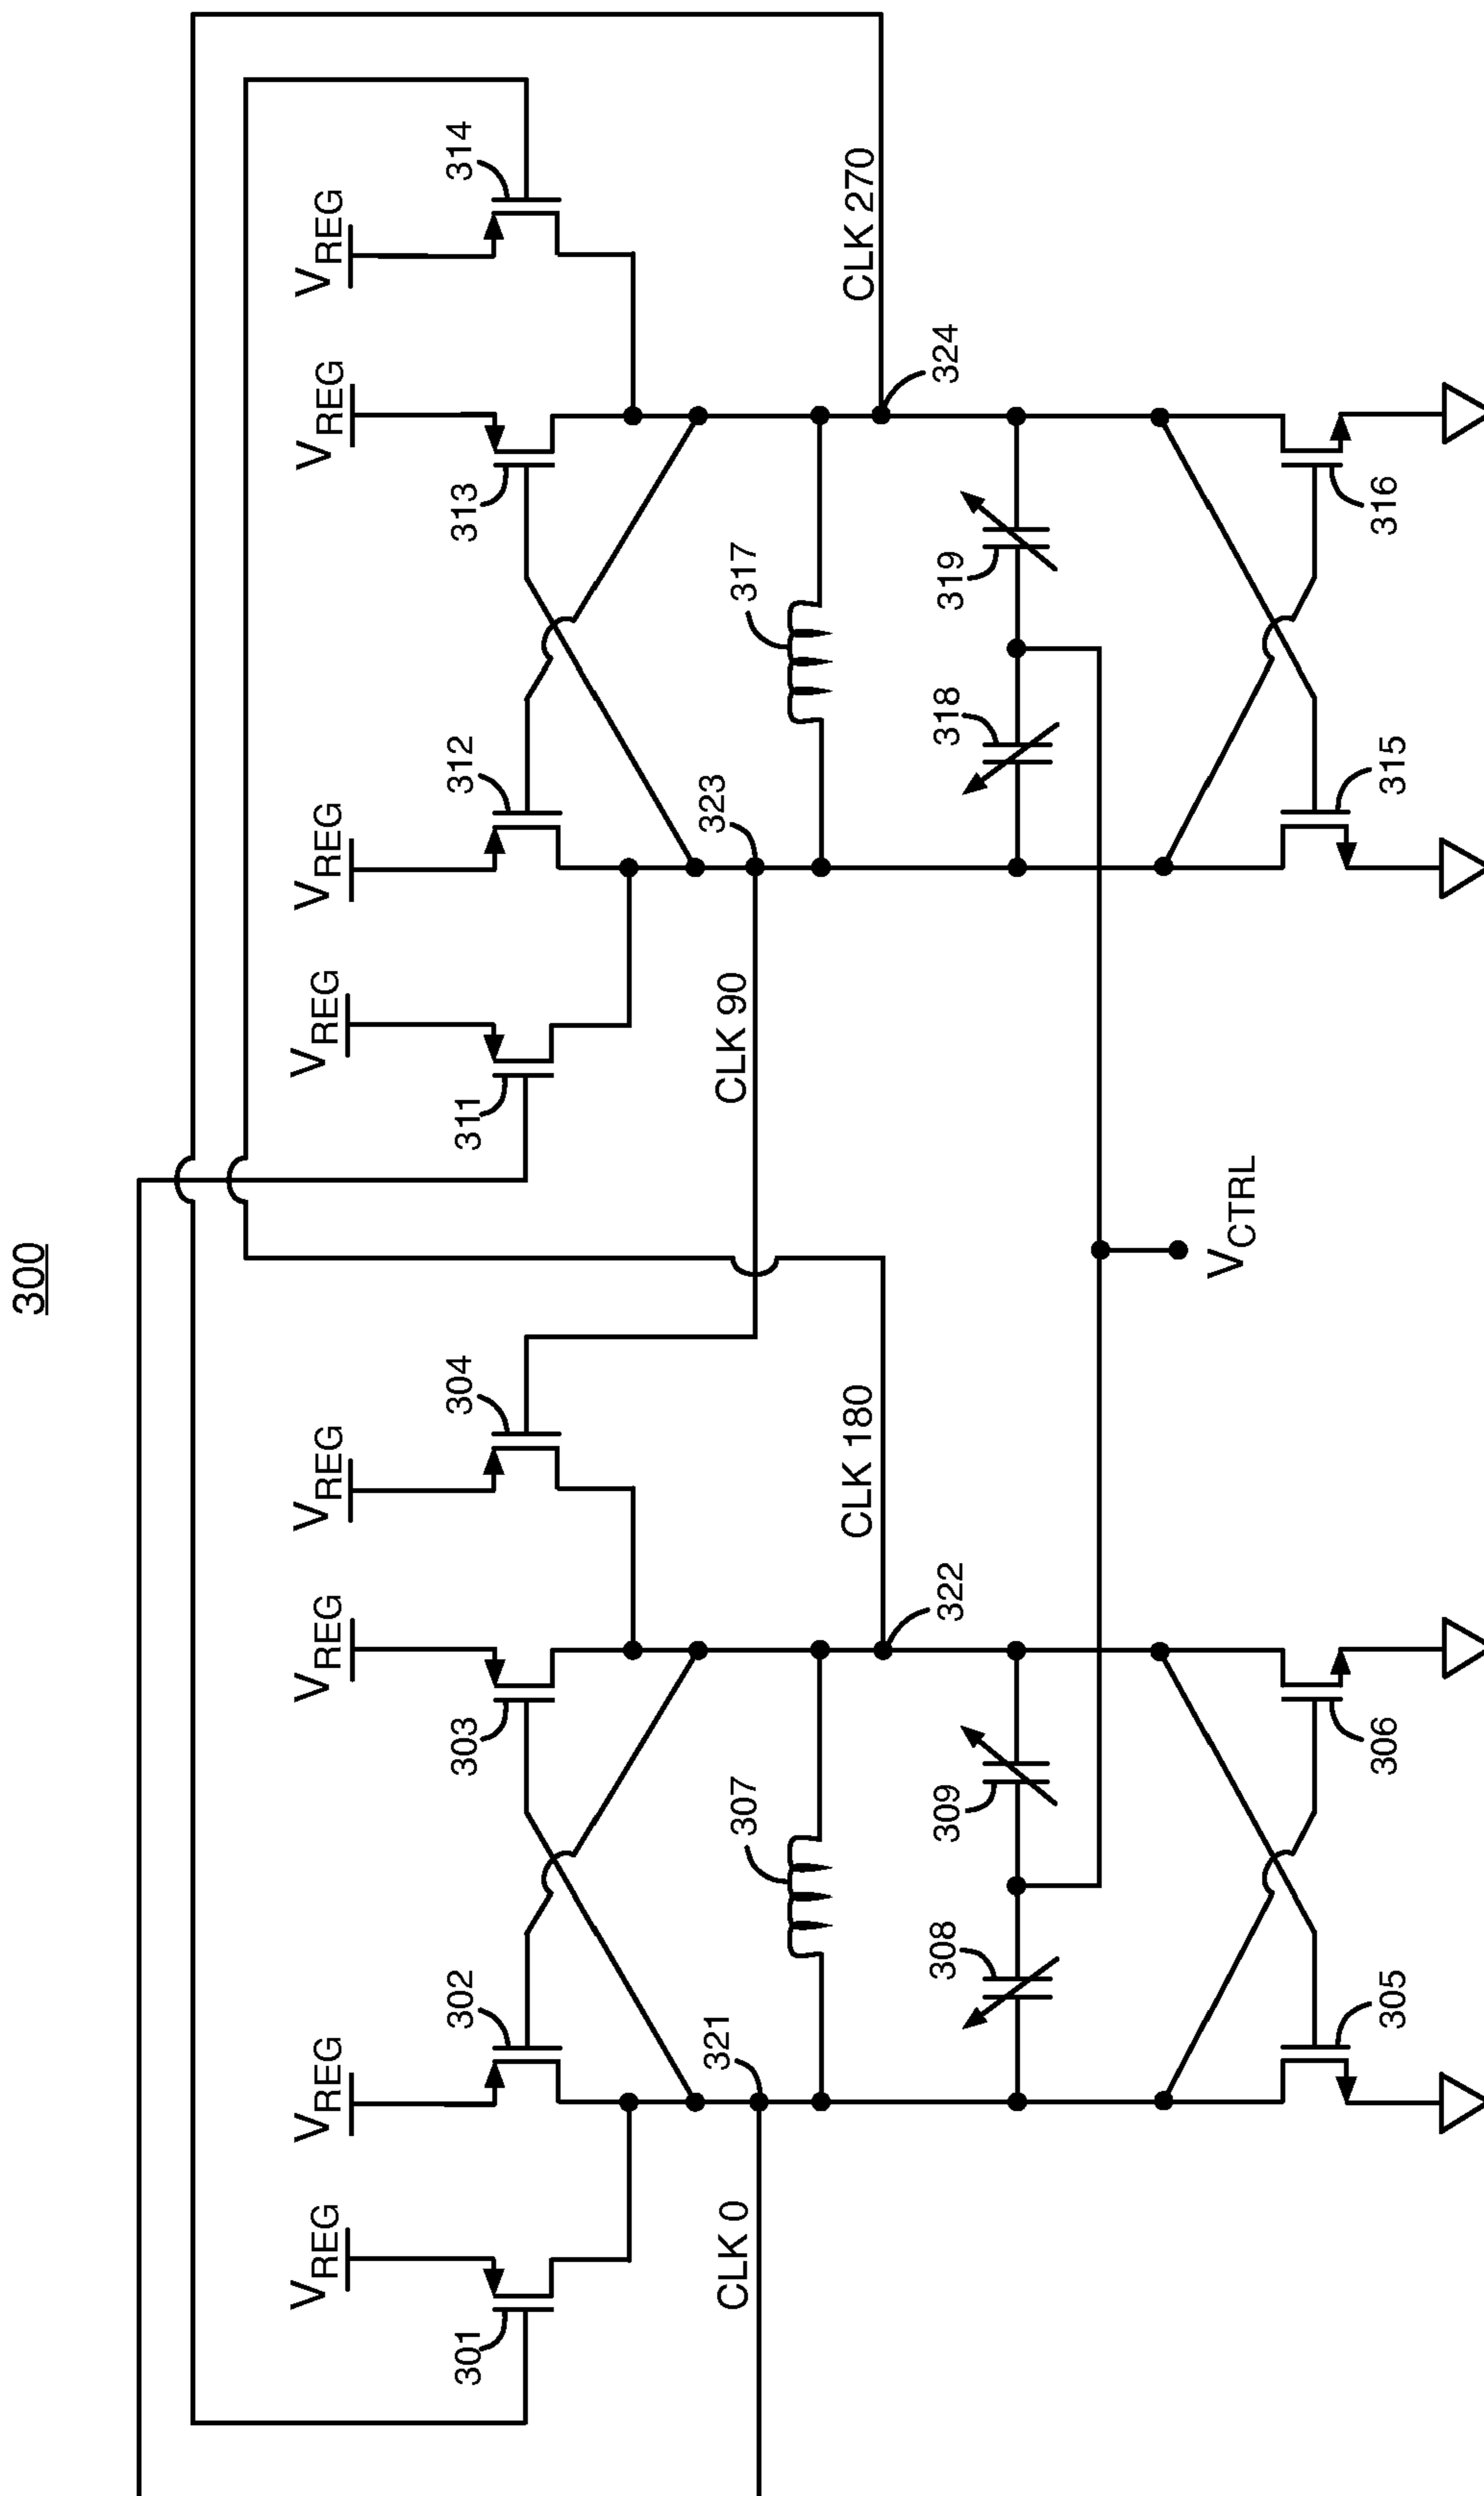 300
V_REG
V_REG
V_REG
V_REG
V_REG
V_REG
V_REG
V_REG
301
302
303
304
311
312
313
314
CLK 0
321
307
CLK 180
322
CLK 90
323
317
CLK 270
324
308
309
318
319
V_CTRL
305
306
315
316